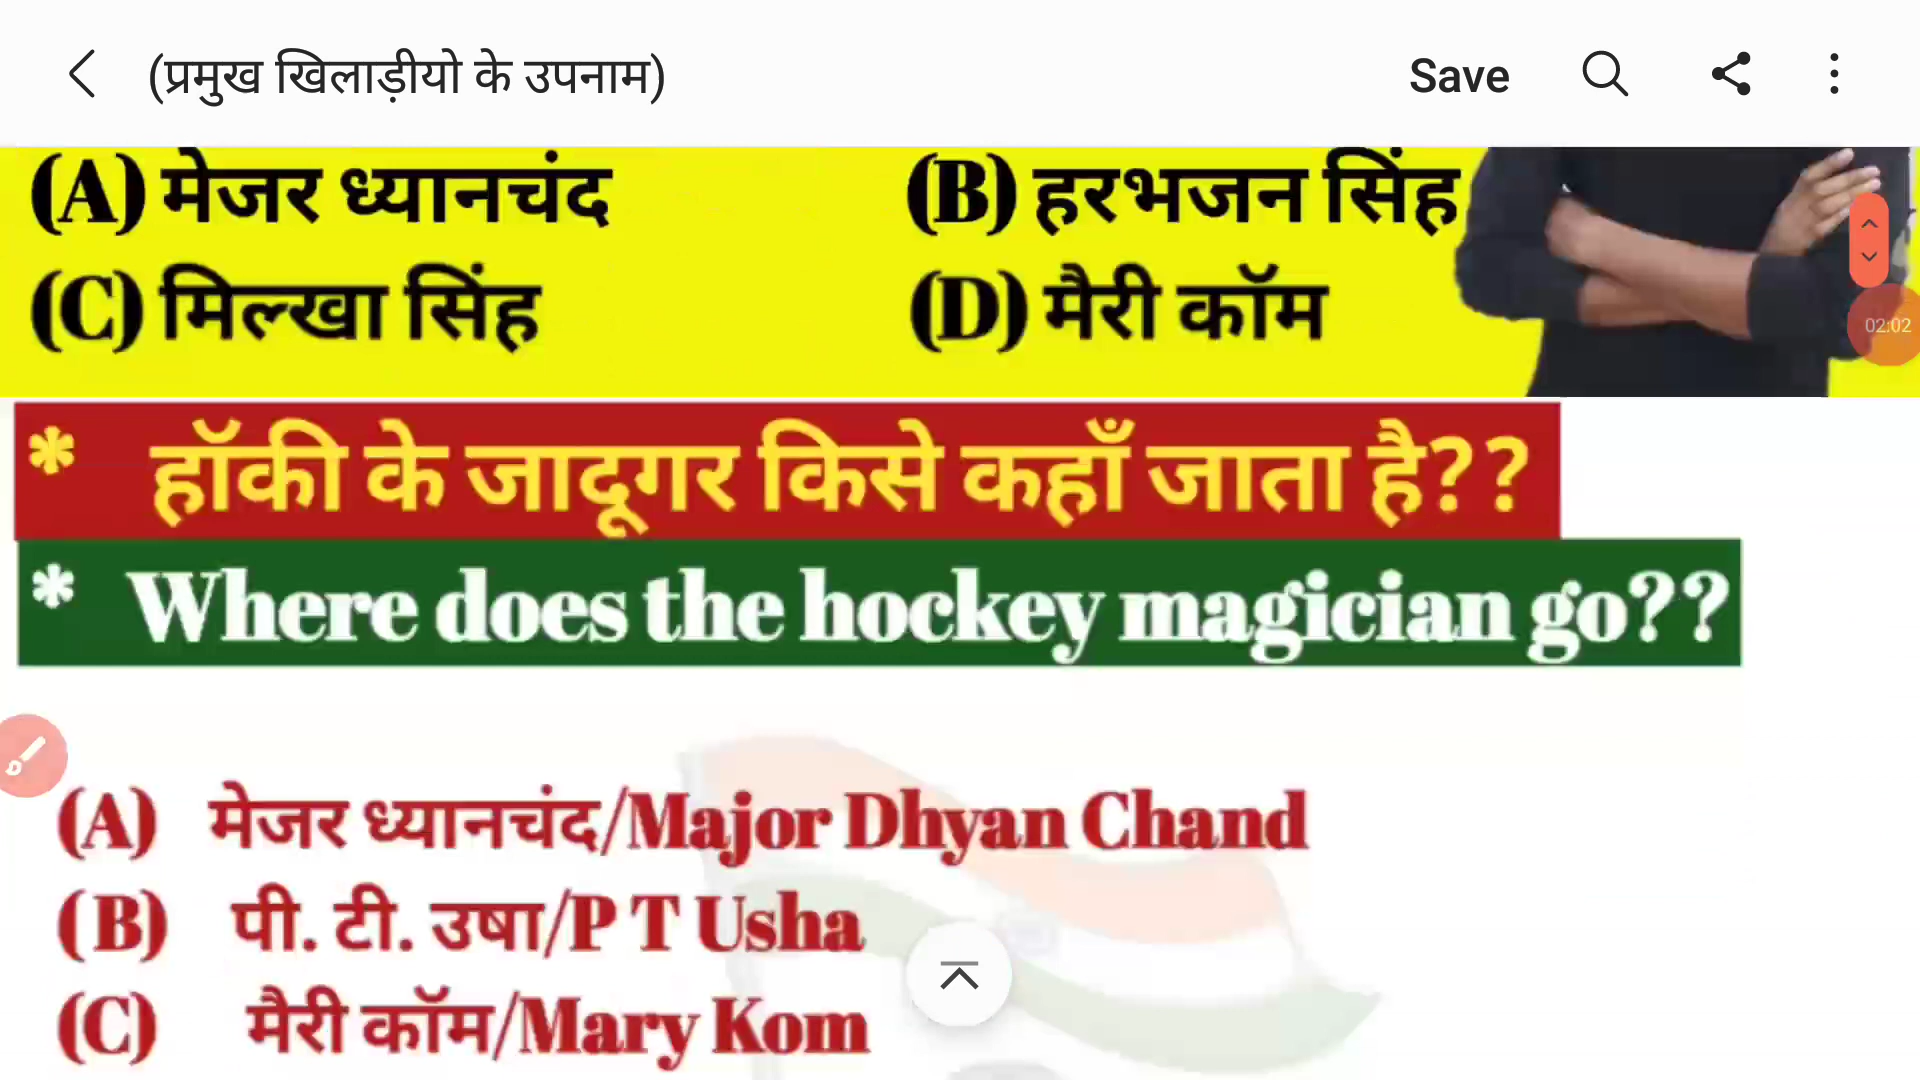 (प्रमुख खिलाड़ीयो के उपनाम) Save
(A) मेजर ध्यानचंद (B) हरभजन सिंह
(C) मिल्खा सिंह (D) मैरी कॉम
02:02
* हॉकी के जादूगर किसे कहाँ जाता है??
* Where does the hockey magician go??
(A) मेजर ध्यानचंद/Major Dhyan Chand
(B) पी. टी. उषा/P T Usha
(C) मैरी कॉम/Mary Kom